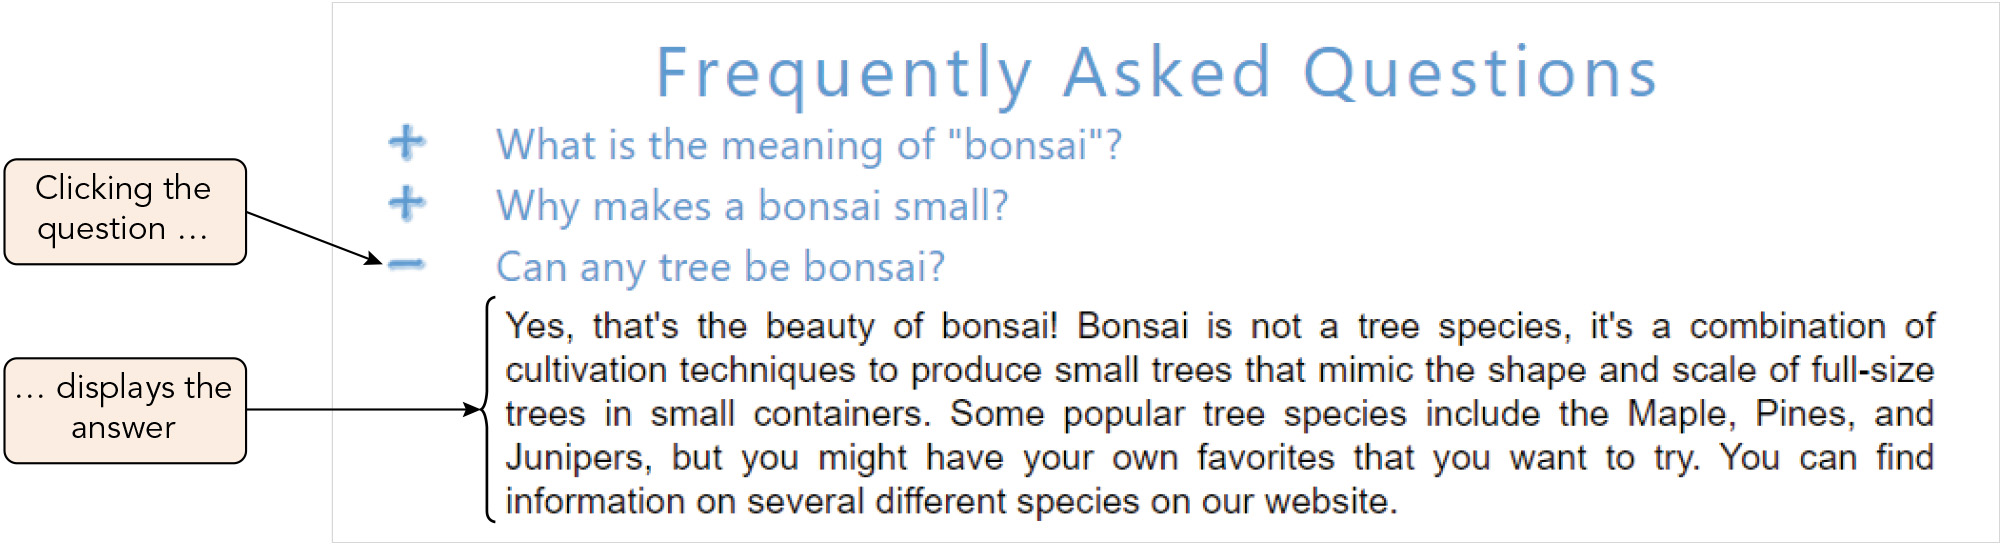 Frequently Asked Questions
What is the meaning of "bonsai"?
Clicking the
question …
Why makes a bonsai small?
Can any tree be bonsai?
Yes, that's the beauty of bonsai! Bonsai is not a tree species, it's a combination of
cultivation techniques to produce small trees that mimic the shape and scale of full-size
… displays the
answer
trees in small containers. Some popular tree species include the Maple, Pines, and
Junipers, but you might have your own favorites that you want to try. You can find
information on several different species on our website.